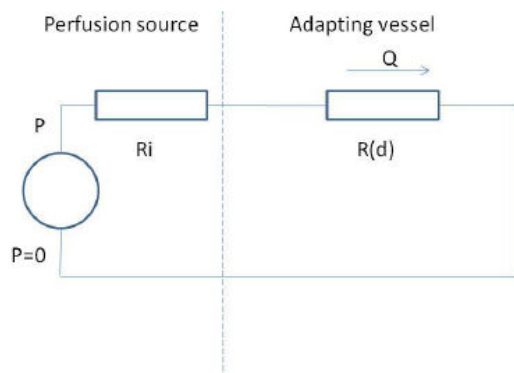 Perfusion source
Adapting vessel
Q
P
Ri
R(d)
P=0